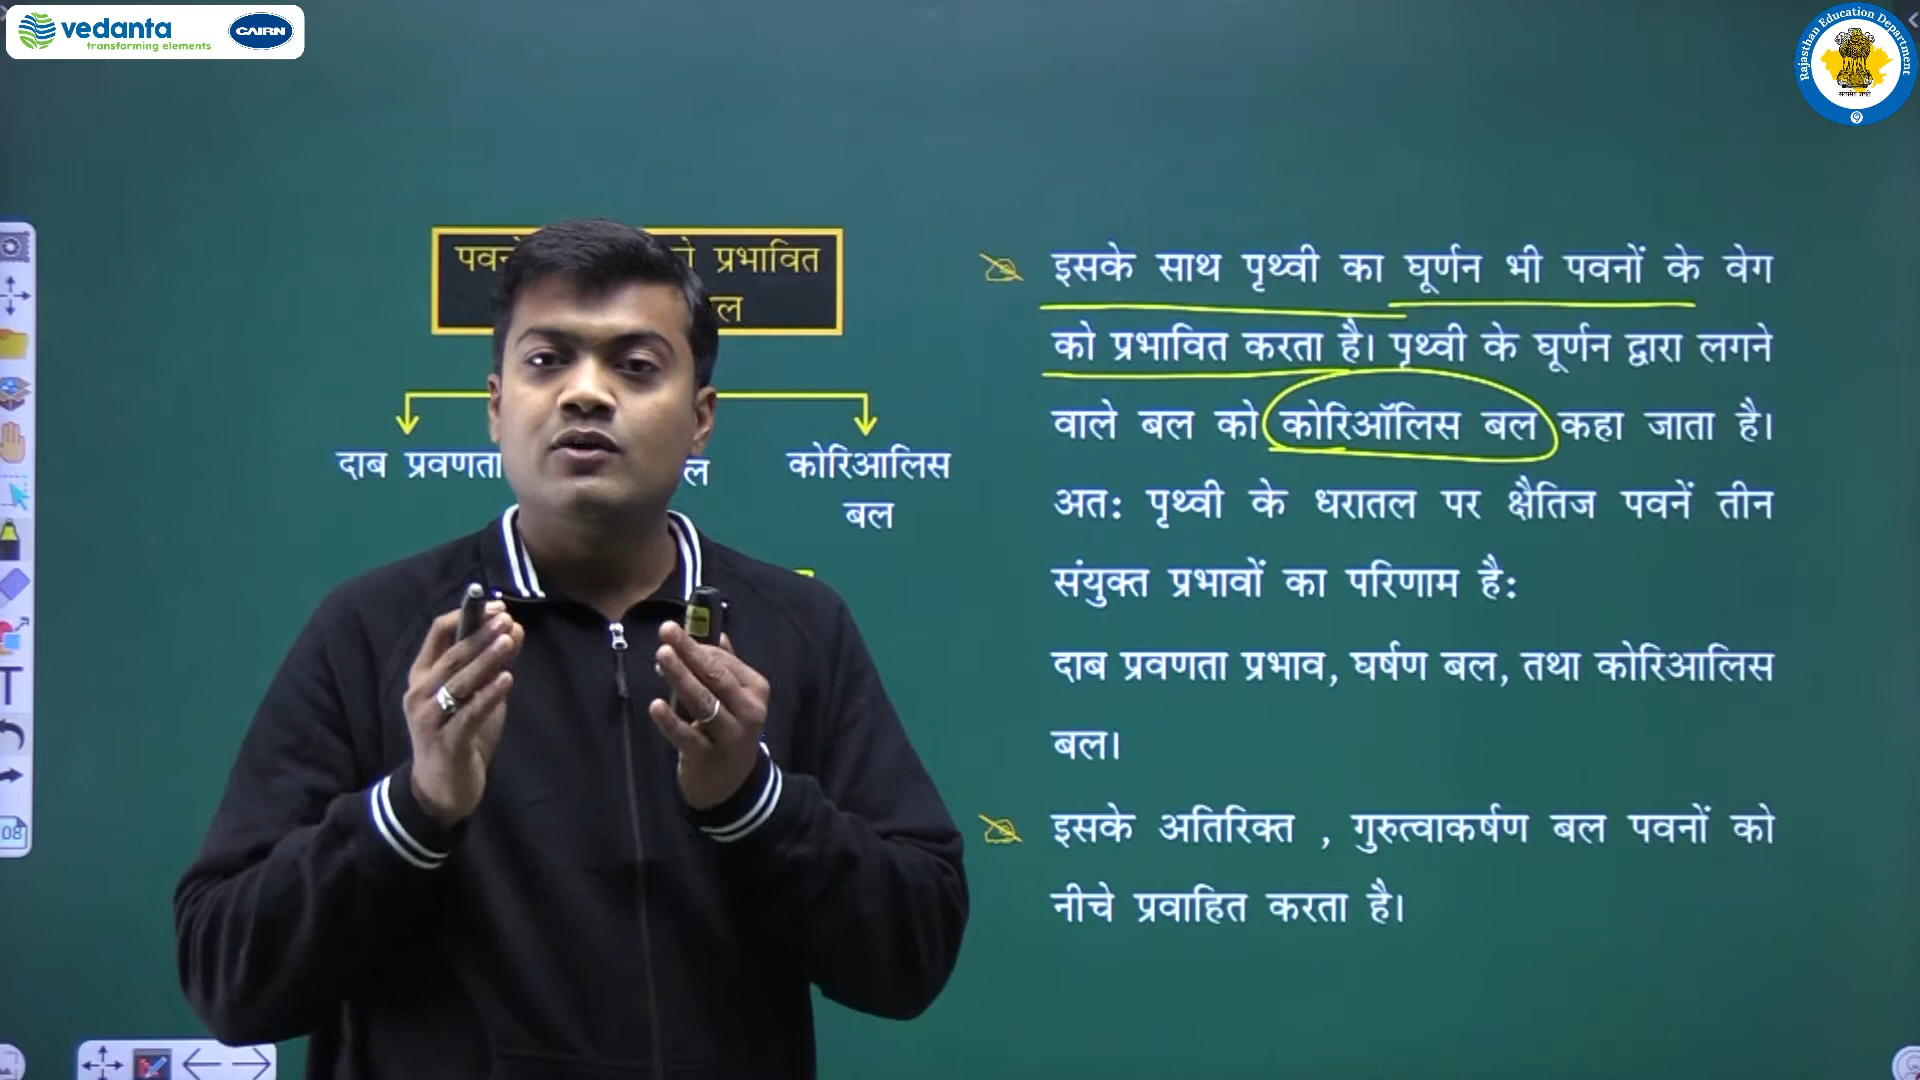 vedanta
transforming elements
CAIRN
Rajasthan Education Department
प्रभावित
दाब प्रवणता
कोरिआलिस
बल
इसके साथ पृथ्वी का घूर्णन भी पवनों के वेग
को प्रभावित करता है। पृथ्वी के घूर्णन द्वारा लगने
वाले बल को कोरिऑलिस बल कहा जाता है।
अत: पृथ्वी के धरातल पर क्षैतिज पवनें तीन
संयुक्त प्रभावों का परिणाम है:
दाब प्रवणता प्रभाव, घर्षण बल, तथा कोरिआलिस
बल।
इसके अतिरिक्त , गुरुत्वाकर्षण बल पवनों को
नीचे प्रवाहित करता है।
08